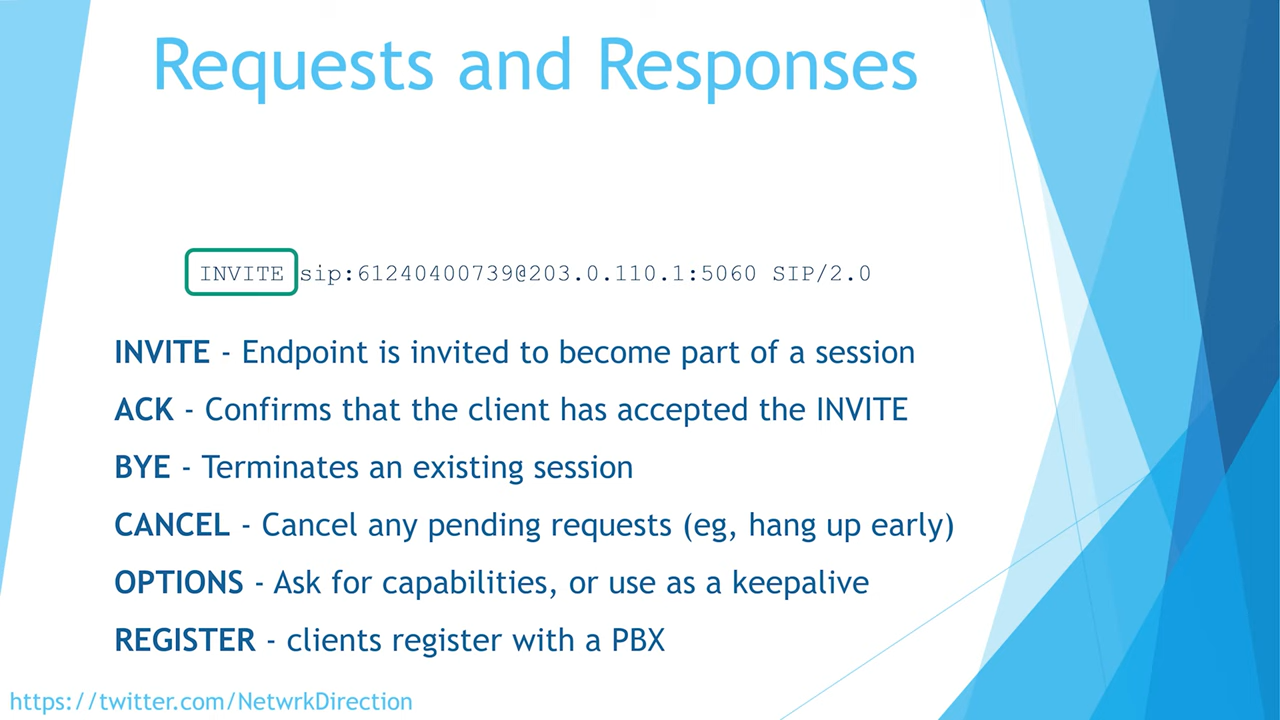 Requests and Responses
INVITE sip:61240400739@203.0.110.1:5060 SIP/2.0
INVITE - Endpoint is invited to become part of a session
ACK - Confirms that the client has accepted the INVITE
BYE - Terminates an existing session
CANCEL - Cancel any pending requests (eg, hang up early)
OPTIONS - Ask for capabilities, or use as a keepalive
REGISTER - clients register with a PBX
https://twitter.com/NetwrkDirection